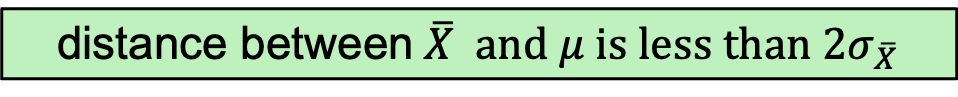 distance between X̄ and μ is less than 2σ_X̄